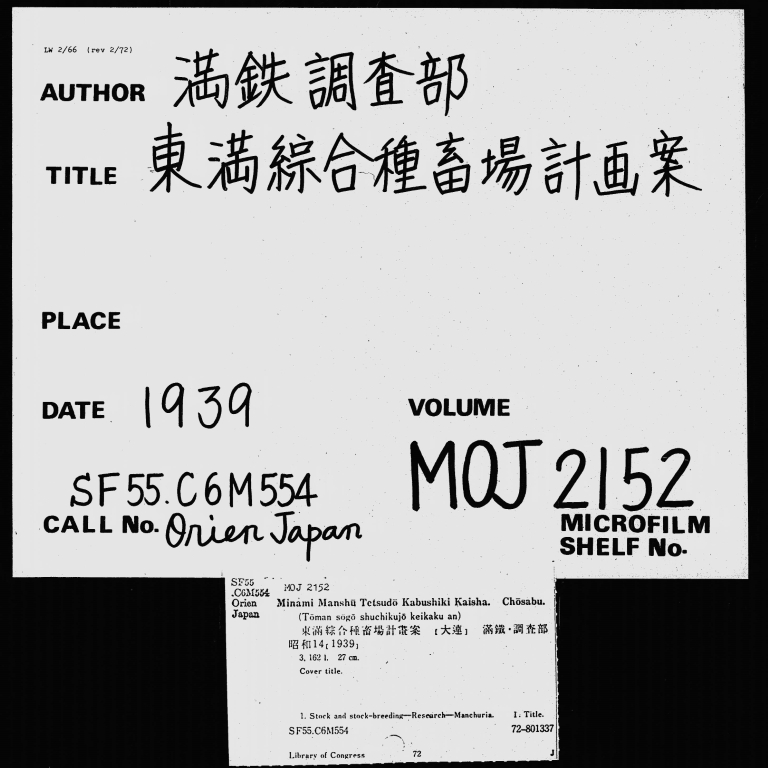 LW 2/66 (rev 2/72)
AUTHOR 満鉄調査部
TITLE 東満綜合種畜場計画案
PLACE
DATE 1939
VOLUME
MOJ 2152
SF55.C6M554
CALL No. Orien Japan
MICROFILM
SHELF No.
SF55 MOJ 2152
.C6M554 Minami Manshū Tetsudō Kabushiki Kaisha. Chōsabu.
Orien (Tōman sōgō shuchikujō keikaku an)
Japan 東滿綜合種畜場計畫案 [大連] 滿鐵・調査部
昭和14[1939]
3, 162 l. 27 cm.
Cover title.
1. Stock and stock-breeding—Research—Manchuria. I. Title.
SF55.C6M554 72-801337
Library of Congress 72 J